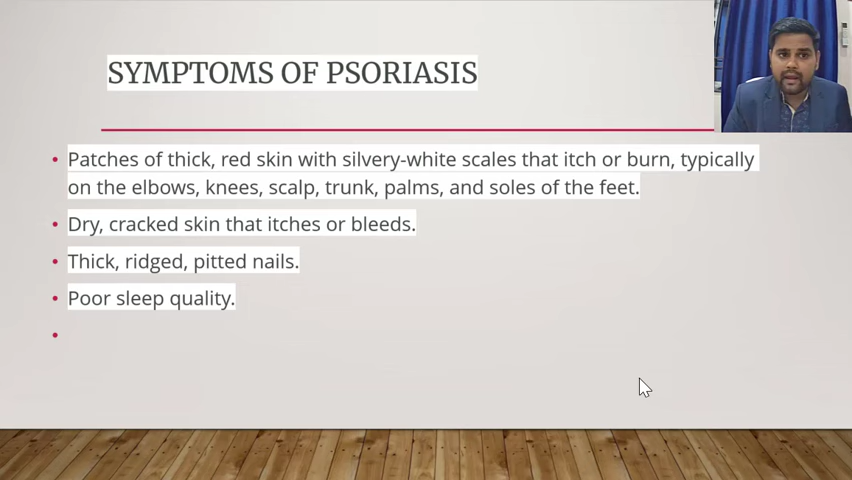 SYMPTOMS OF PSORIASIS
• Patches of thick, red skin with silvery-white scales that itch or burn, typically
on the elbows, knees, scalp, trunk, palms, and soles of the feet.
• Dry, cracked skin that itches or bleeds.
• Thick, ridged, pitted nails.
• Poor sleep quality.
•